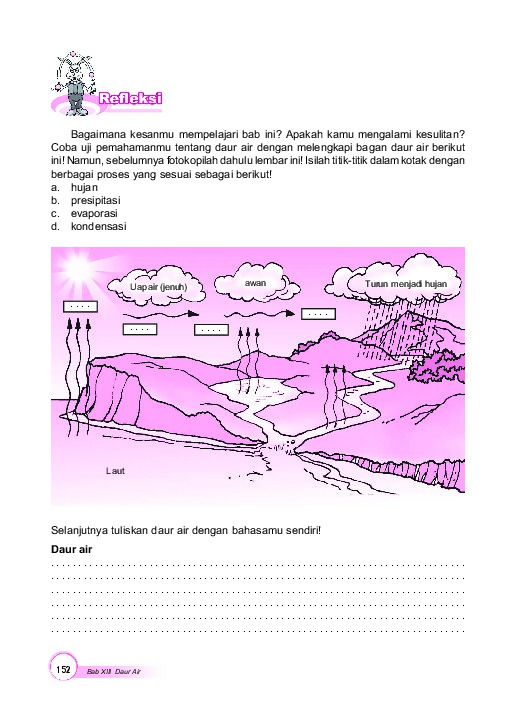 Refleksi
Bagaimana kesanmu mempelajari bab ini? Apakah kamu mengalami kesulitan?
Coba uji pemahamanmu tentang daur air dengan melengkapi bagan daur air berikut
ini! Namun, sebelumnya fotokopilah dahulu lembar ini! Isilah titik-titik dalam kotak dengan
berbagai proses yang sesuai sebagai berikut!
a. hujan
b. presipitasi
c. evaporasi
d. kondensasi
Uap air (jenuh)
awan
Turun menjadi hujan
. . . .
. . . .
. . . .
. . . .
Laut
Selanjutnya tuliskan daur air dengan bahasamu sendiri!
Daur air
152
Bab XIII Daur Air